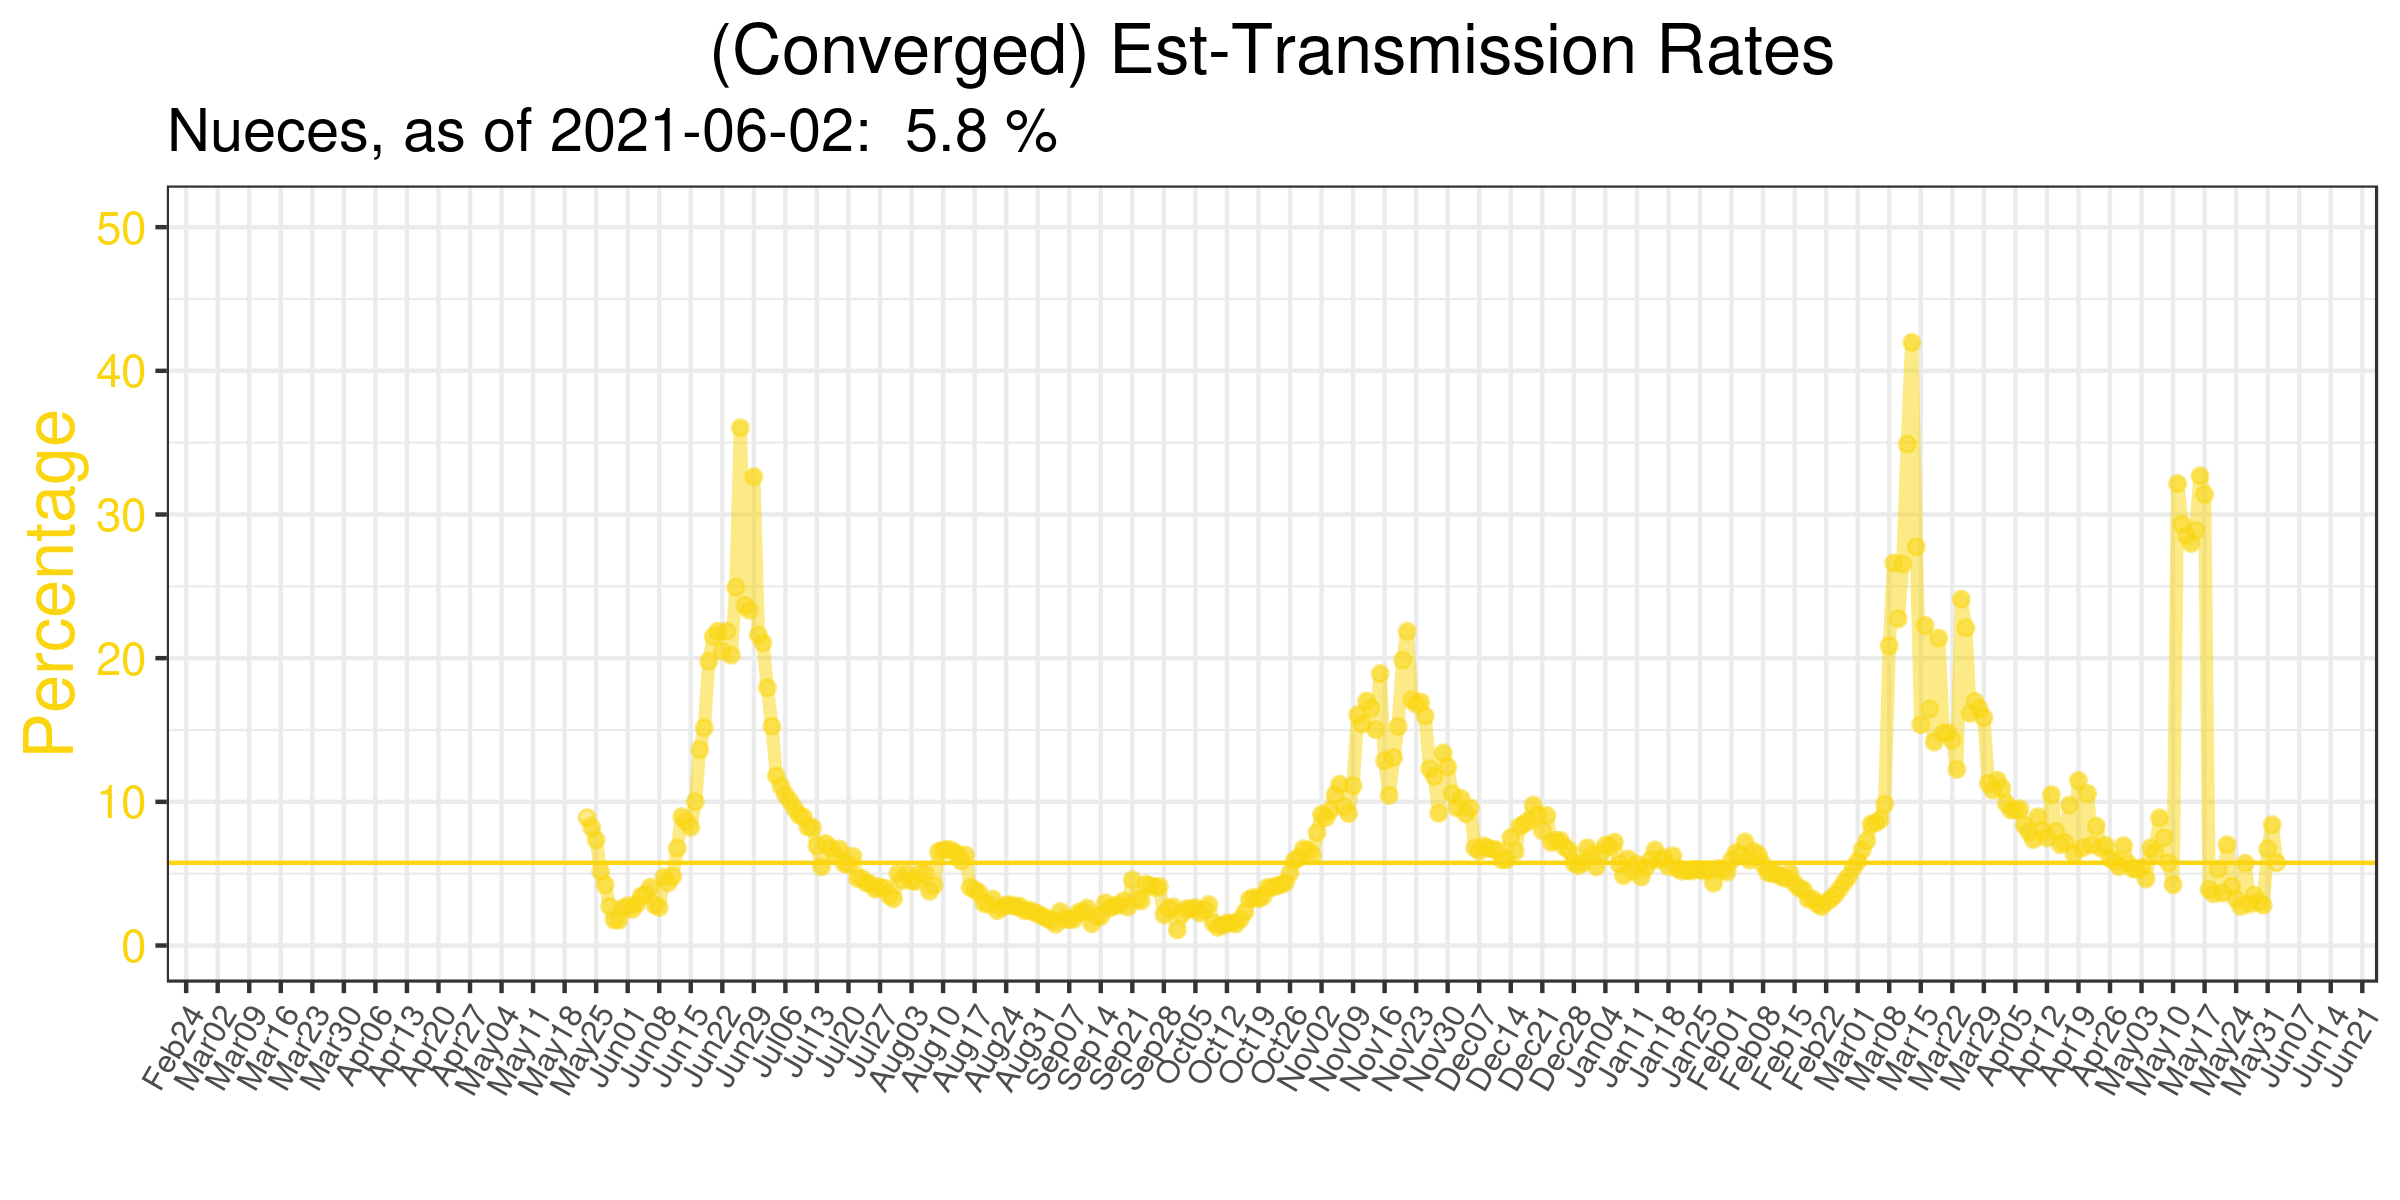 (Converged) Est-Transmission Rates
Nueces, as of 2021-06-02:  5.8 %
Percentage
50
40
30
20
10
0
Feb24
Mar02
Mar09
Mar16
Mar23
Mar30
Apr06
Apr13
Apr20
Apr27
May04
May11
May18
May25
Jun01
Jun08
Jun15
Jun22
Jun29
Jul06
Jul13
Jul20
Jul27
Aug03
Aug10
Aug17
Aug24
Aug31
Sep07
Sep14
Sep21
Sep28
Oct05
Oct12
Oct19
Oct26
Nov02
Nov09
Nov16
Nov23
Nov30
Dec07
Dec14
Dec21
Dec28
Jan04
Jan11
Jan18
Jan25
Feb01
Feb08
Feb15
Feb22
Mar01
Mar08
Mar15
Mar22
Mar29
Apr05
Apr12
Apr19
Apr26
May03
May10
May17
May24
May31
Jun07
Jun14
Jun21